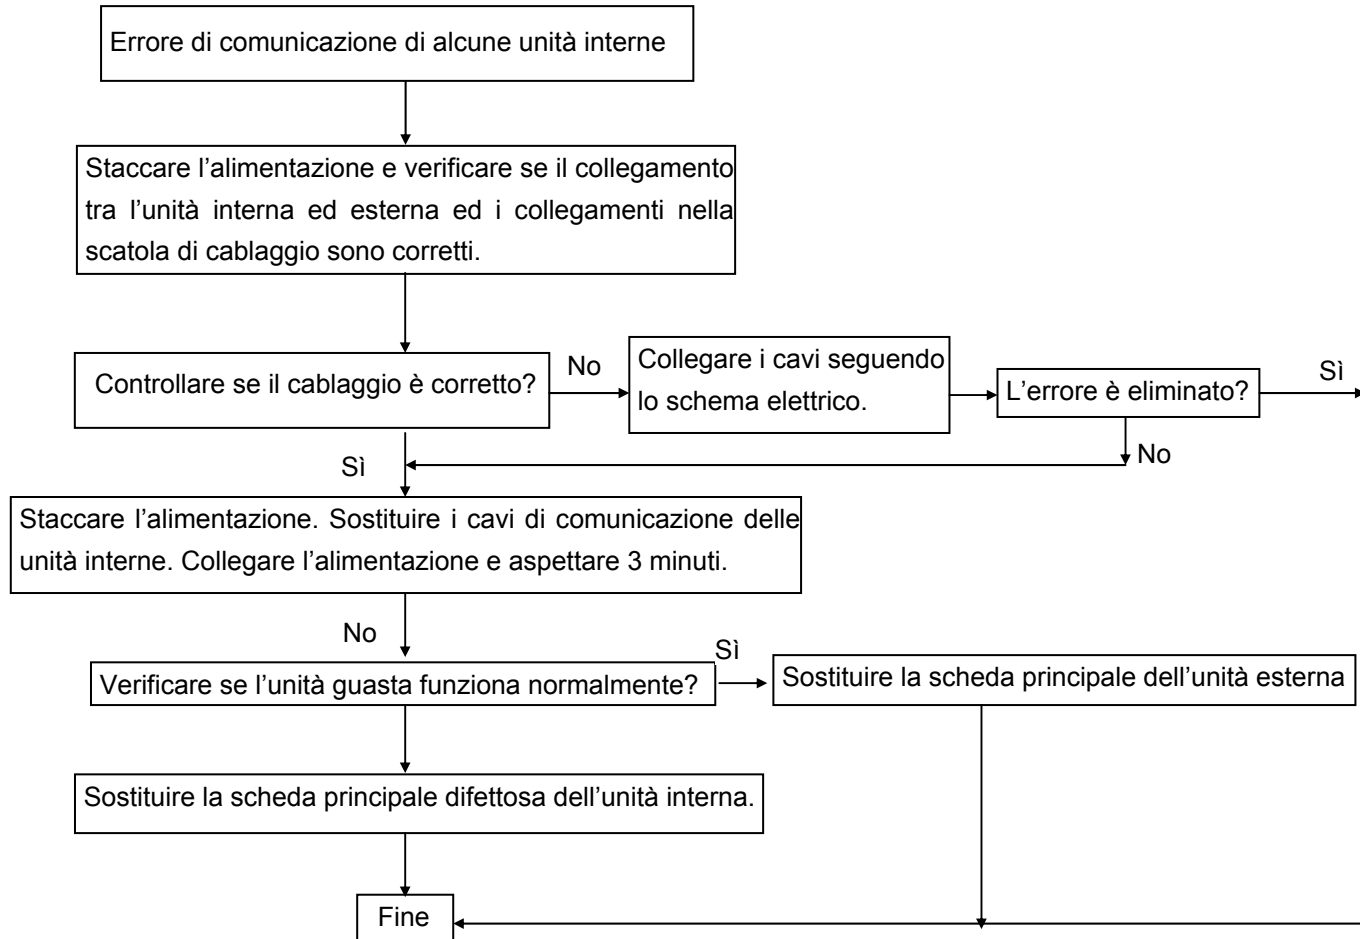 Errore di comunicazione di alcune unità interne
Staccare l’alimentazione e verificare se il collegamento
tra l’unità interna ed esterna ed i collegamenti nella
scatola di cablaggio sono corretti.
Controllare se il cablaggio è corretto?
No
Collegare i cavi seguendo
lo schema elettrico.
L’errore è eliminato?
Sì
No
Sì
Staccare l’alimentazione. Sostituire i cavi di comunicazione delle
unità interne. Collegare l’alimentazione e aspettare 3 minuti.
No
Verificare se l’unità guasta funziona normalmente?
Sì
Sostituire la scheda principale dell’unità esterna
Sostituire la scheda principale difettosa dell’unità interna.
Fine